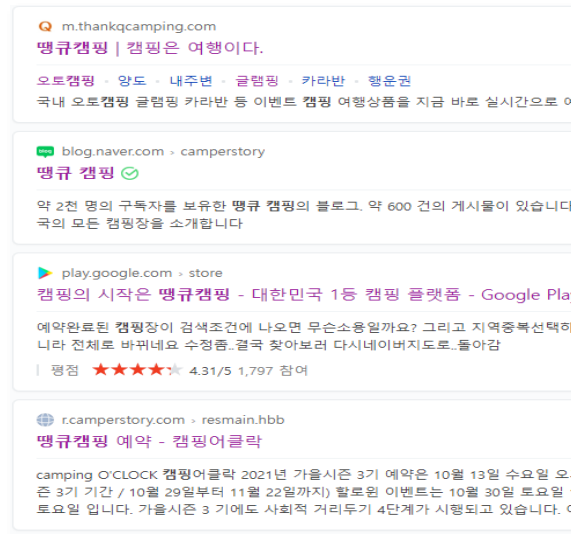 m.thankqcamping.com
땡큐캠핑 | 캠핑은 여행이다.
오토캠핑 · 양도 · 내주변 · 글램핑 · 카라반 · 행운권
국내 오토캠핑 글램핑 카라반 등 이벤트 캠핑 여행상품을 지금 바로 실시간으로
blog blog.naver.com › camperstory
땡큐 캠핑
약 2천 명의 구독자를 보유한 땡큐 캠핑의 블로그. 약 600 건의 게시물이 있습니다
국의 모든 캠핑장을 소개합니다
play.google.com › store
캠핑의 시작은 땡큐캠핑 - 대한민국 1등 캠핑 플랫폼 - Google Pla
예약완료된 캠핑장이 검색조건에 나오면 무슨소용일까요? 그리고 지역중복선택하
니라 전체로 바뀌네요 수정좀..결국 찾아보러 다시네이버지도로..돌아감
평점 4.31/5 1,797 참여
r.camperstory.com › resmain.hbb
땡큐캠핑 예약 - 캠핑어클락
camping O'CLOCK 캠핑어클락 2021년 가을시즌 3기 예약은 10월 13일 수요일 오
즌 3기 기간 / 10월 29일부터 11월 22일까지) 할로윈 이벤트는 10월 30일 토요일
토요일 입니다. 가을시즌 3 기에도 사회적 거리두기 4단계가 시행되고 있습니다.